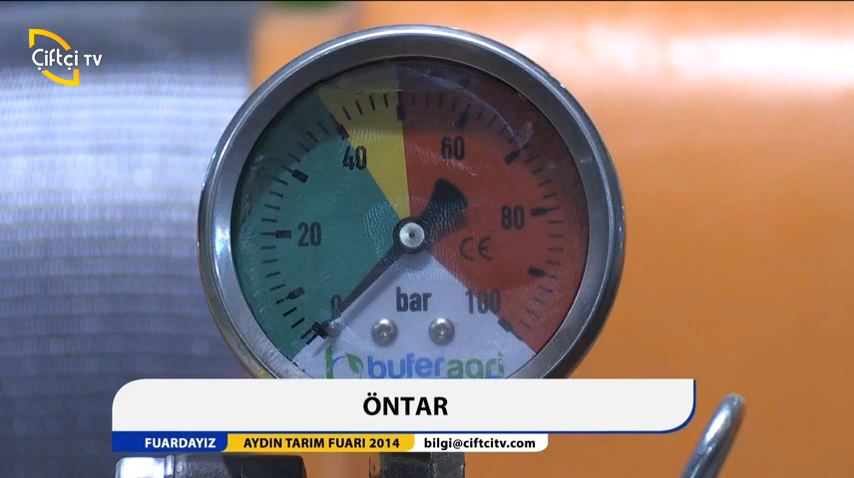 Çiftçi TV
40
60
20
80
0
bar
100
CE
buferagri
ÖNTAR
FUARDAYIZ
AYDIN TARIM FUARI 2014
bilgi@ciftcitv.com